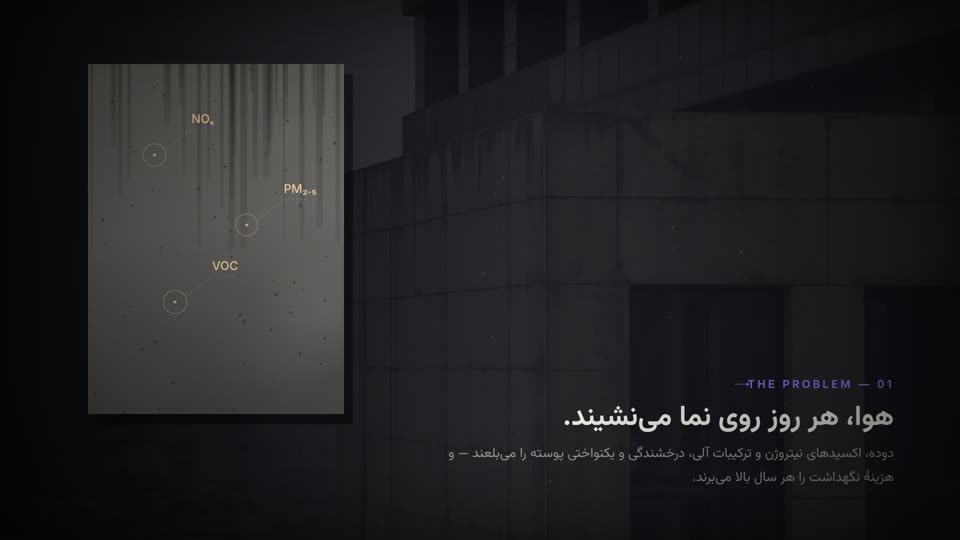 NOₓ
PM₂.₅
VOC
THE PROBLEM — 01
هوا، هر روز روی نما می‌نشیند.
دوده، اکسیدهای نیتروژن و ترکیبات آلی، درخشندگی و یکنواختی پوسته را می‌بلعند — و
هزینهٔ نگهداشت را هر سال بالا می‌برند.